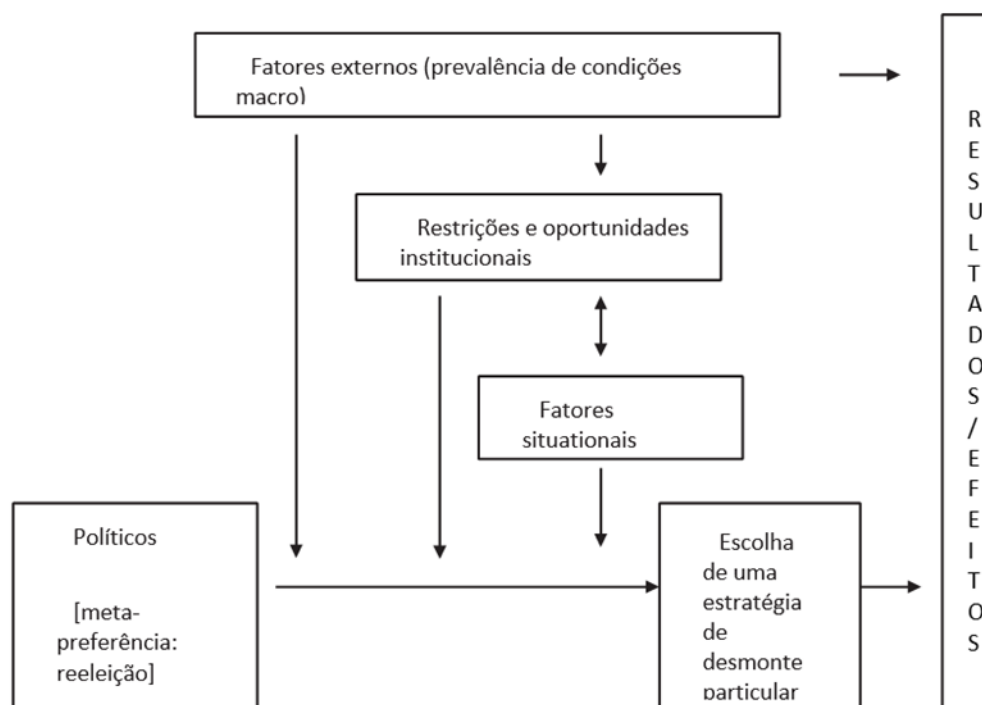 Fatores externos (prevalência de condições
macro)
Restrições e oportunidades
institucionais
Fatores
situationais
Políticos
[meta-
preferência:
reeleição]
Escolha
de uma
estratégia
de
desmonte
particular
R
E
S
U
L
T
A
D
O
S
/
E
F
E
I
T
O
S